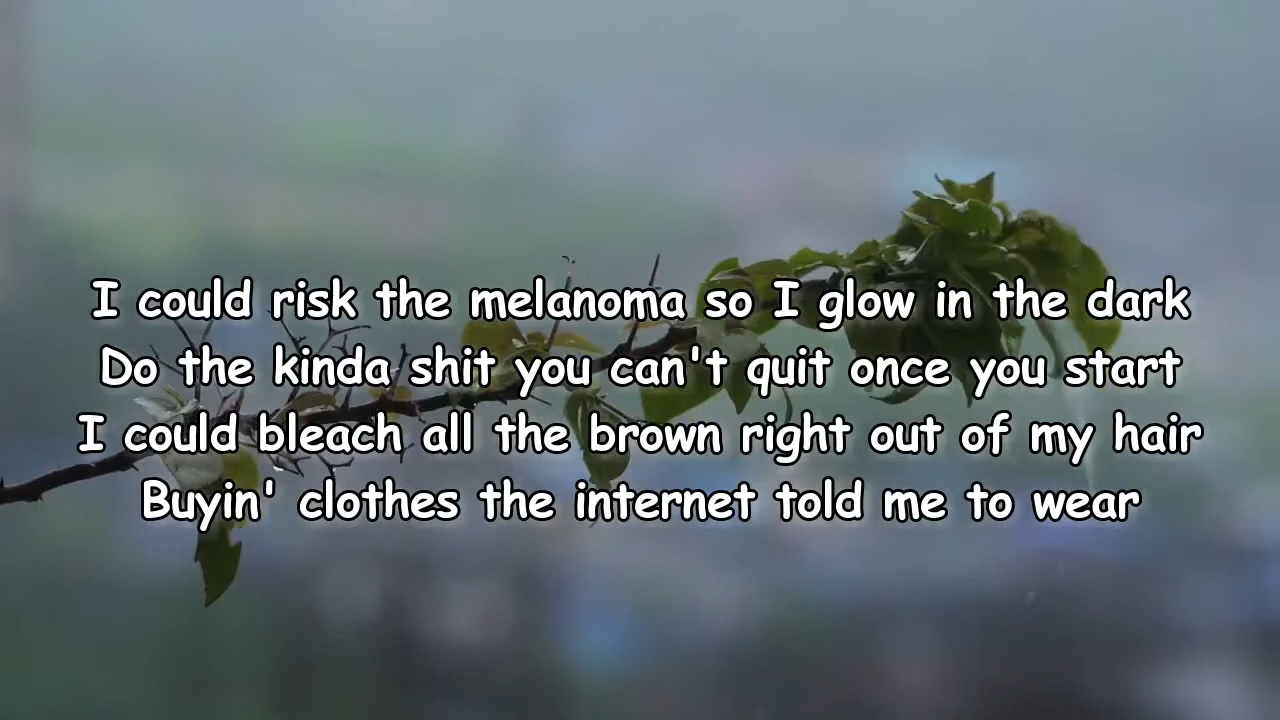 I could risk the melanoma so I glow in the dark
Do the kinda shit you can't quit once you start
I could bleach all the brown right out of my hair
Buyin' clothes the internet told me to wear